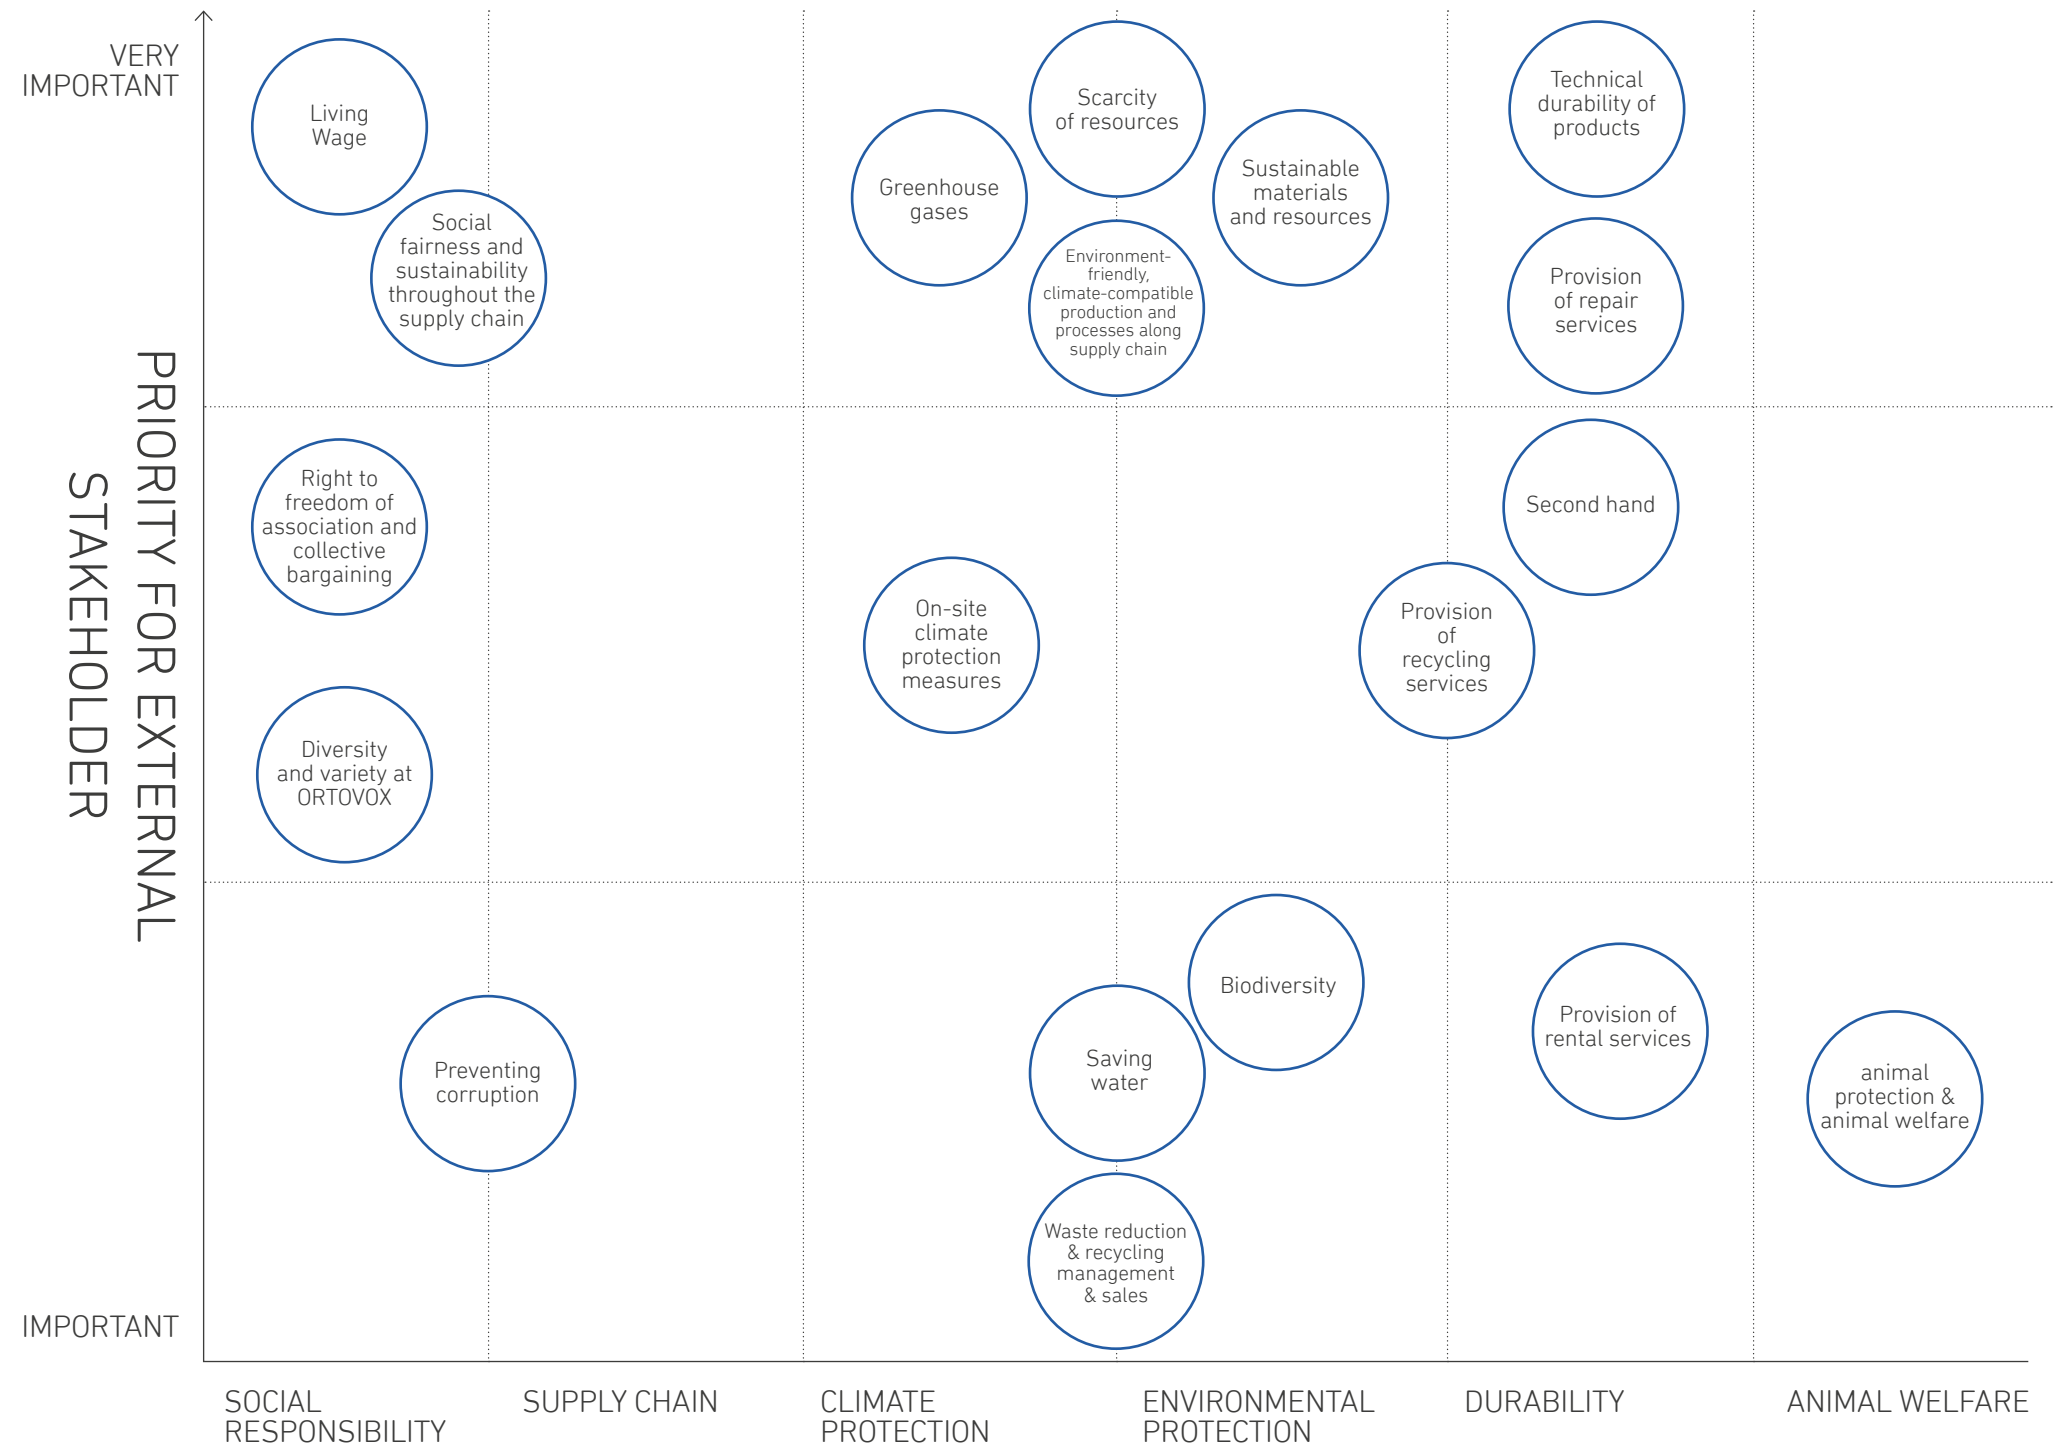 VERY
IMPORTANT
PRIORITY FOR EXTERNAL
STAKEHOLDER
IMPORTANT
Living
Wage
Social
fairness and
sustainability
throughout the
supply chain
Greenhouse
gases
Scarcity
of resources
Environment-
friendly,
climate-compatible
production and
processes along
supply chain
Sustainable
materials
and resources
Technical
durability of
products
Provision
of repair
services
Right to
freedom of
association and
collective
bargaining
Diversity
and variety at
ORTOVOX
On-site
climate
protection
measures
Second hand
Provision
of
recycling
services
Preventing
corruption
Biodiversity
Saving
water
Waste reduction
& recycling
management
& sales
Provision of
rental services
animal
protection &
animal welfare
SOCIAL
RESPONSIBILITY
SUPPLY CHAIN
CLIMATE
PROTECTION
ENVIRONMENTAL
PROTECTION
DURABILITY
ANIMAL WELFARE